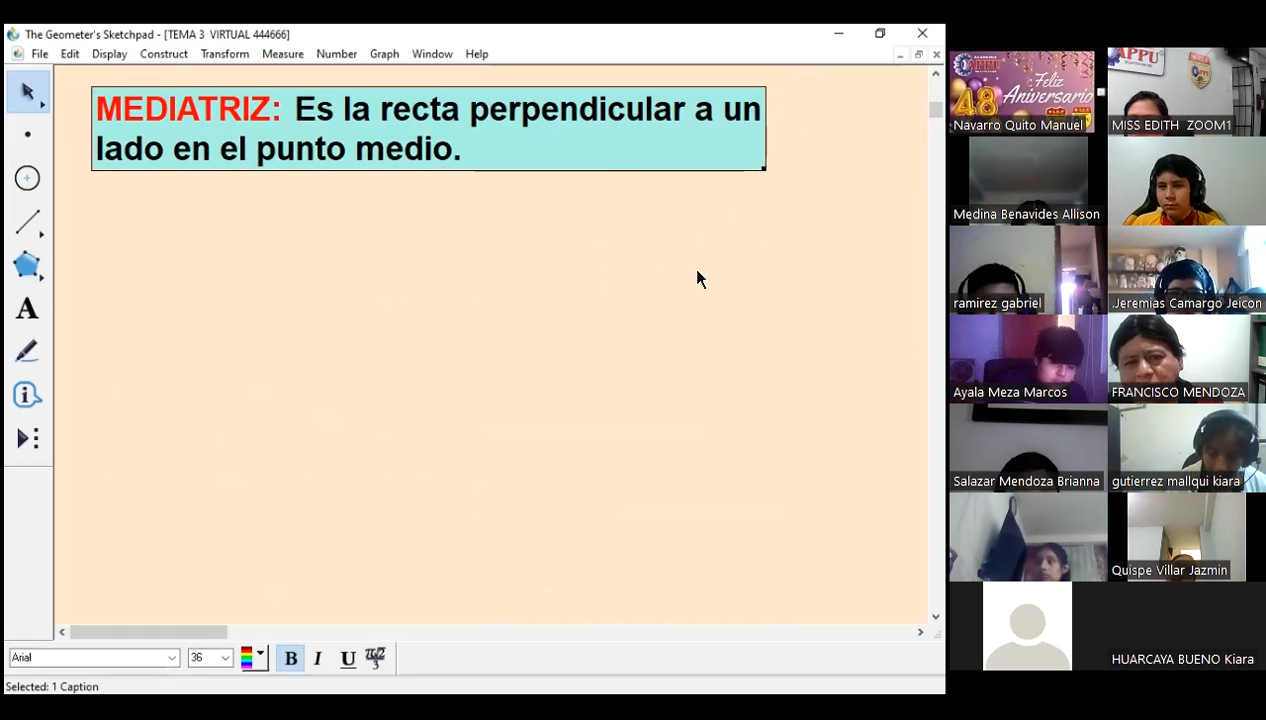 The Geometer's Sketchpad - [TEMA 3 VIRTUAL 444666]
File Edit Display Construct Transform Measure Number Graph Window Help
MEDIATRIZ: Es la recta perpendicular a un
lado en el punto medio.
A
Arial
36
B I U
Selected: 1 Caption
APPU
FELIZ
Aniversario
48
Navarro Quito Manuel
APPU
MISS EDITH ZOOM1
Medina Benavides Allison
ramirez gabriel
.Jeremias Camargo Jeicon
Ayala Meza Marcos
FRANCISCO MENDOZA
Salazar Mendoza Brianna
gutierrez mallqui kiara
Quispe Villar Jazmin
HUARCAYA BUENO Kiara